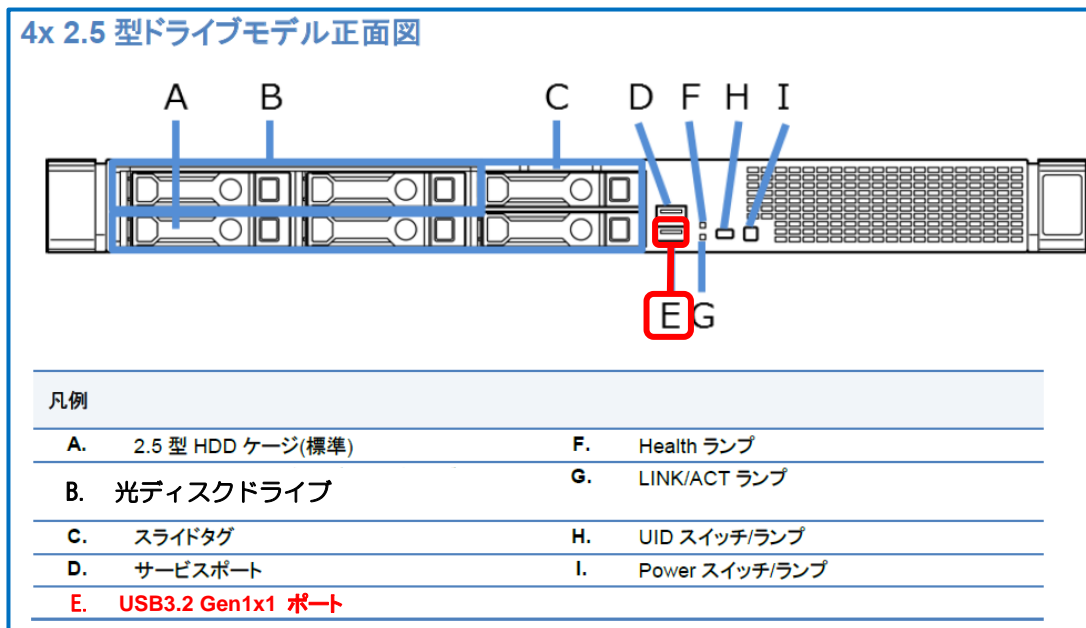 4x 2.5 型ドライブモデル正面図
A B C D F H I
E G
凡例
A. 2.5 型 HDD ケージ(標準) F. Health ランプ
B. 光ディスクドライブ G. LINK/ACT ランプ
C. スライドタグ H. UID スイッチ/ランプ
D. サービスポート I. Power スイッチ/ランプ
E. USB3.2 Gen1x1 ポート